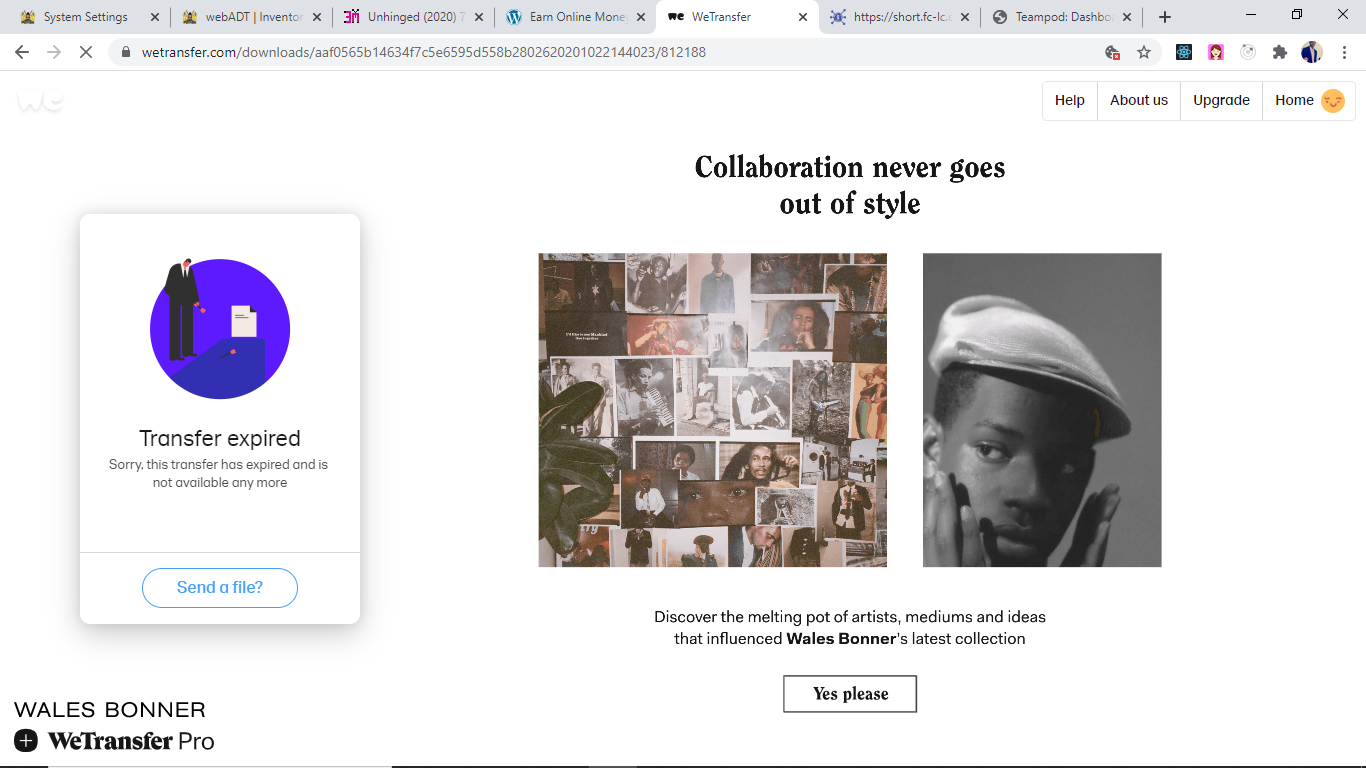 System Settings
webADT | Inventor
Unhinged (2020) 7
Earn Online Money
WeTransfer
https://short.fc-lc.c
Teampod: Dashbo
wetransfer.com/downloads/aaf0565b14634f7c5e6595d558b2802620201022144023/812188
we
Help
About us
Upgrade
Home
Collaboration never goes
out of style
Transfer expired
Sorry, this transfer has expired and is
not available any more
Send a file?
Discover the melting pot of artists, mediums and ideas
that influenced Wales Bonner's latest collection
Yes please
WALES BONNER
WeTransfer Pro